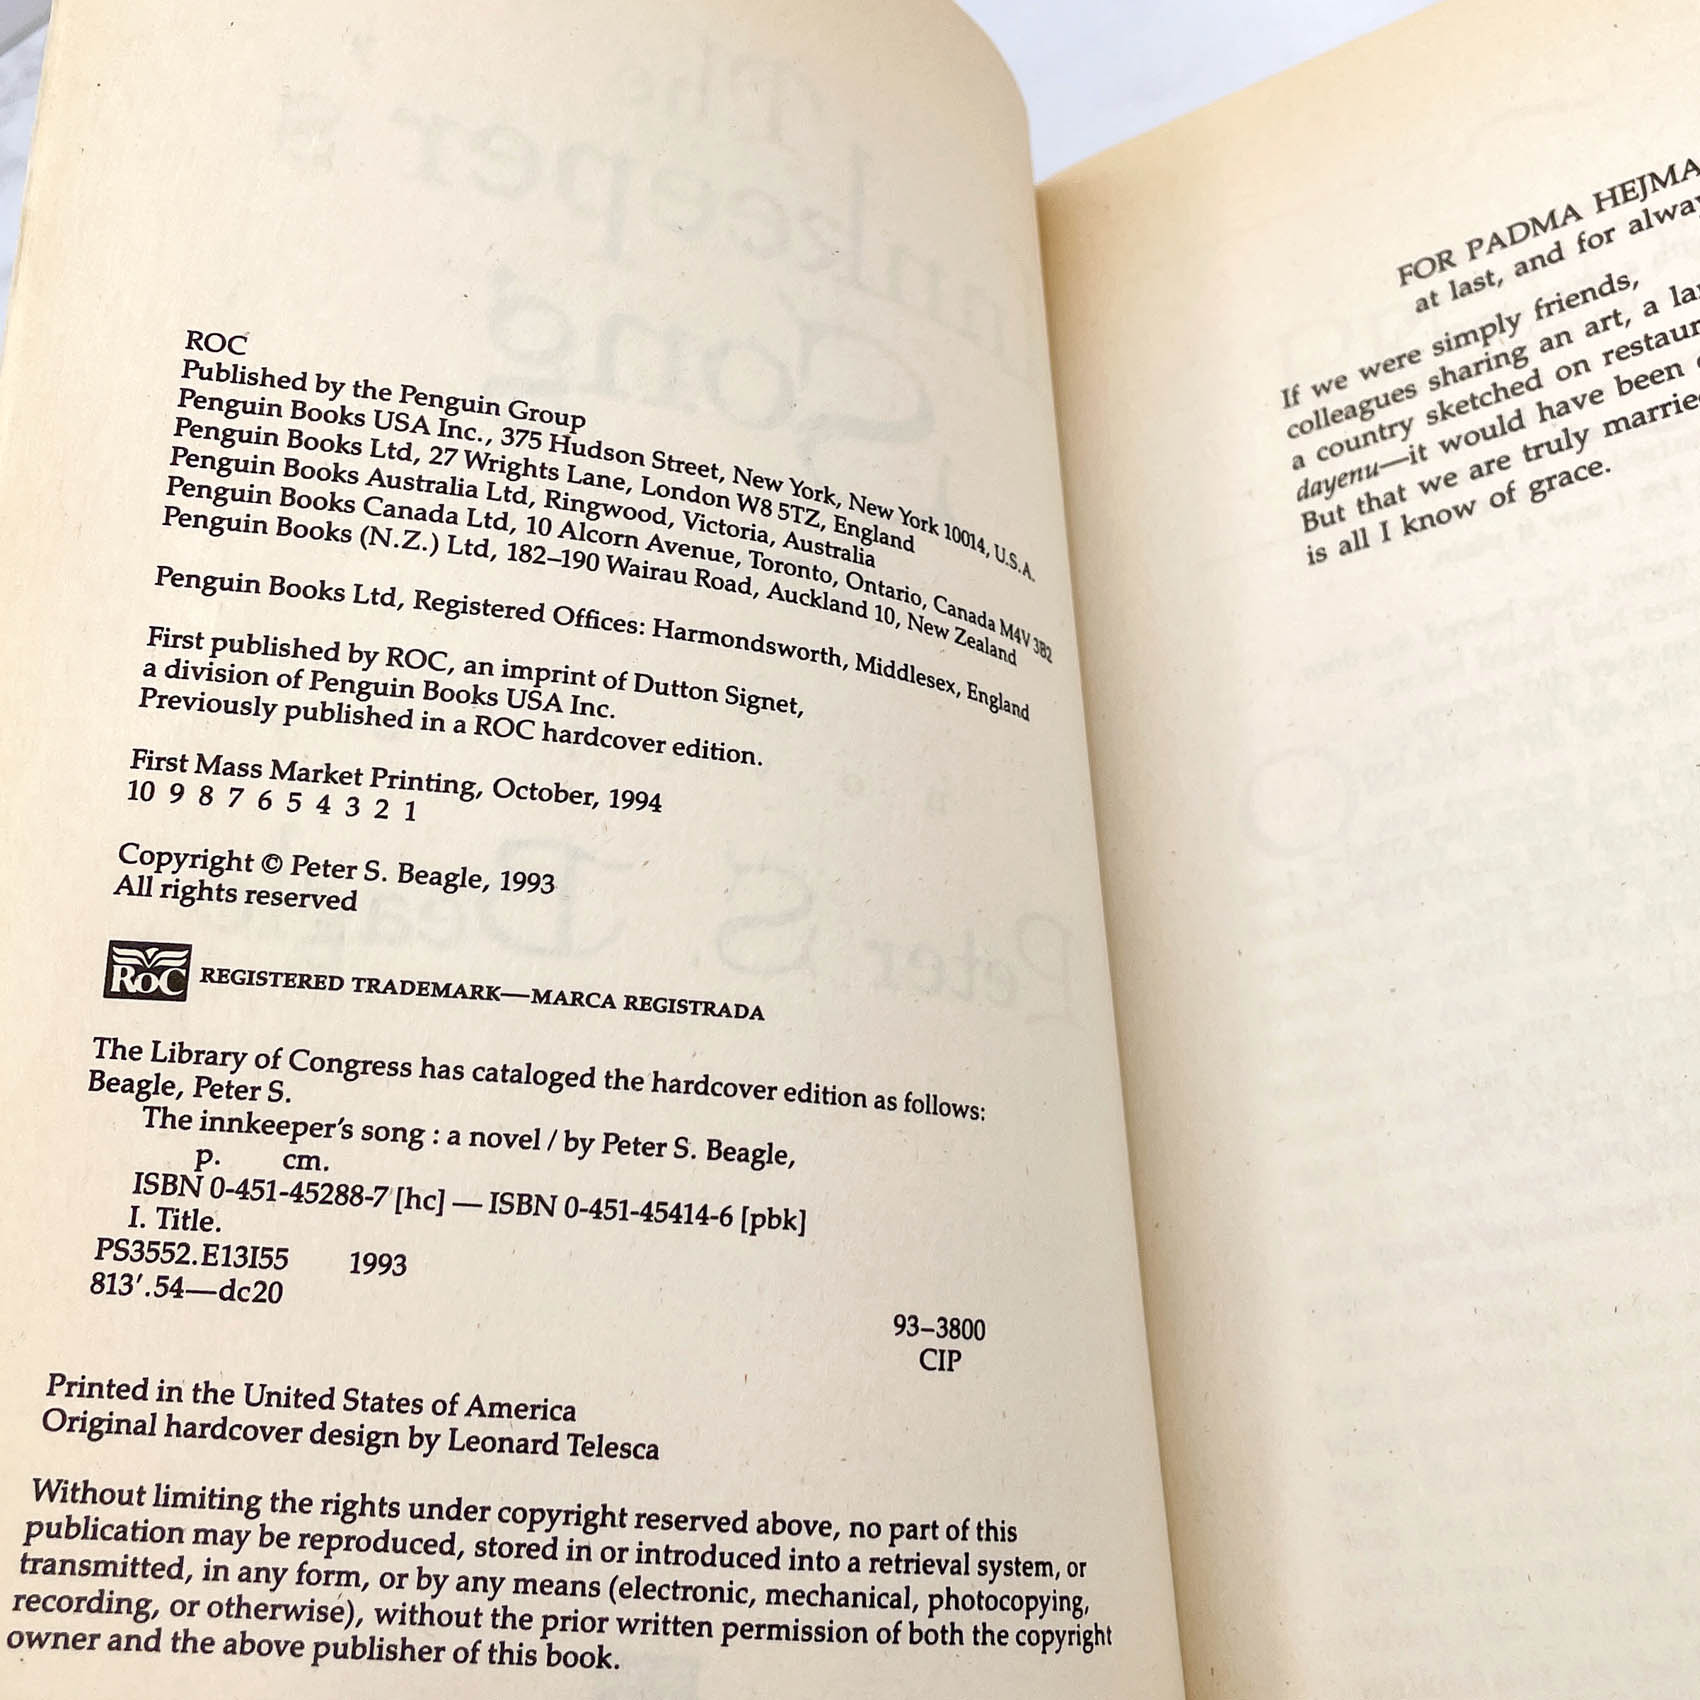 ROC
Published by the Penguin Group
Penguin Books USA Inc., 375 Hudson Street, New York, New York 10014, U.S.A.
Penguin Books Ltd, 27 Wrights Lane, London W8 5TZ, England
Penguin Books Australia Ltd, Ringwood, Victoria, Australia
Penguin Books Canada Ltd, 10 Alcorn Avenue, Toronto, Ontario, Canada M4V 3B2
Penguin Books (N.Z.) Ltd, 182–190 Wairau Road, Auckland 10, New Zealand
Penguin Books Ltd, Registered Offices: Harmondsworth, Middlesex, England
First published by ROC, an imprint of Dutton Signet,
a division of Penguin Books USA Inc.
Previously published in a ROC hardcover edition.
First Mass Market Printing, October, 1994
10 9 8 7 6 5 4 3 2 1
Copyright © Peter S. Beagle, 1993
All rights reserved
ROC REGISTERED TRADEMARK—MARCA REGISTRADA
The Library of Congress has cataloged the hardcover edition as follows:
Beagle, Peter S.
The innkeeper's song : a novel / by Peter S. Beagle,
p. cm.
ISBN 0-451-45288-7 [hc] — ISBN 0-451-45414-6 [pbk]
I. Title.
PS3552.E13I55 1993
813'.54—dc20
93–3800
CIP
Printed in the United States of America
Original hardcover design by Leonard Telesca
Without limiting the rights under copyright reserved above, no part of this
publication may be reproduced, stored in or introduced into a retrieval system, or
transmitted, in any form, or by any means (electronic, mechanical, photocopying,
recording, or otherwise), without the prior written permission of both the copyright
owner and the above publisher of this book.
FOR PADMA HEJMA
at last, and for alway
If we were simply friends,
colleagues sharing an art, a la
a country sketched on restaur
dayenu—it would have been
But that we are truly marrie
is all I know of grace.